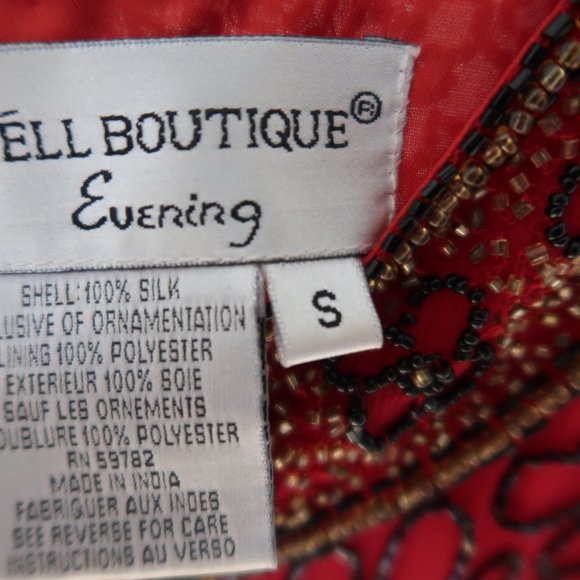 ÉLL BOUTIQUE®
Evening
S
SHELL: 100% SILK
LUSIVE OF ORNAMENTATION
LINING 100% POLYESTER
EXTERIEUR 100% SOIE
SAUF LES ORNEMENTS
OUBLURE 100% POLYESTER
RN 59782
MADE IN INDIA
FABRIQUER AUX INDES
SEE REVERSE FOR CARE
INSTRUCTIONS AU VERSO